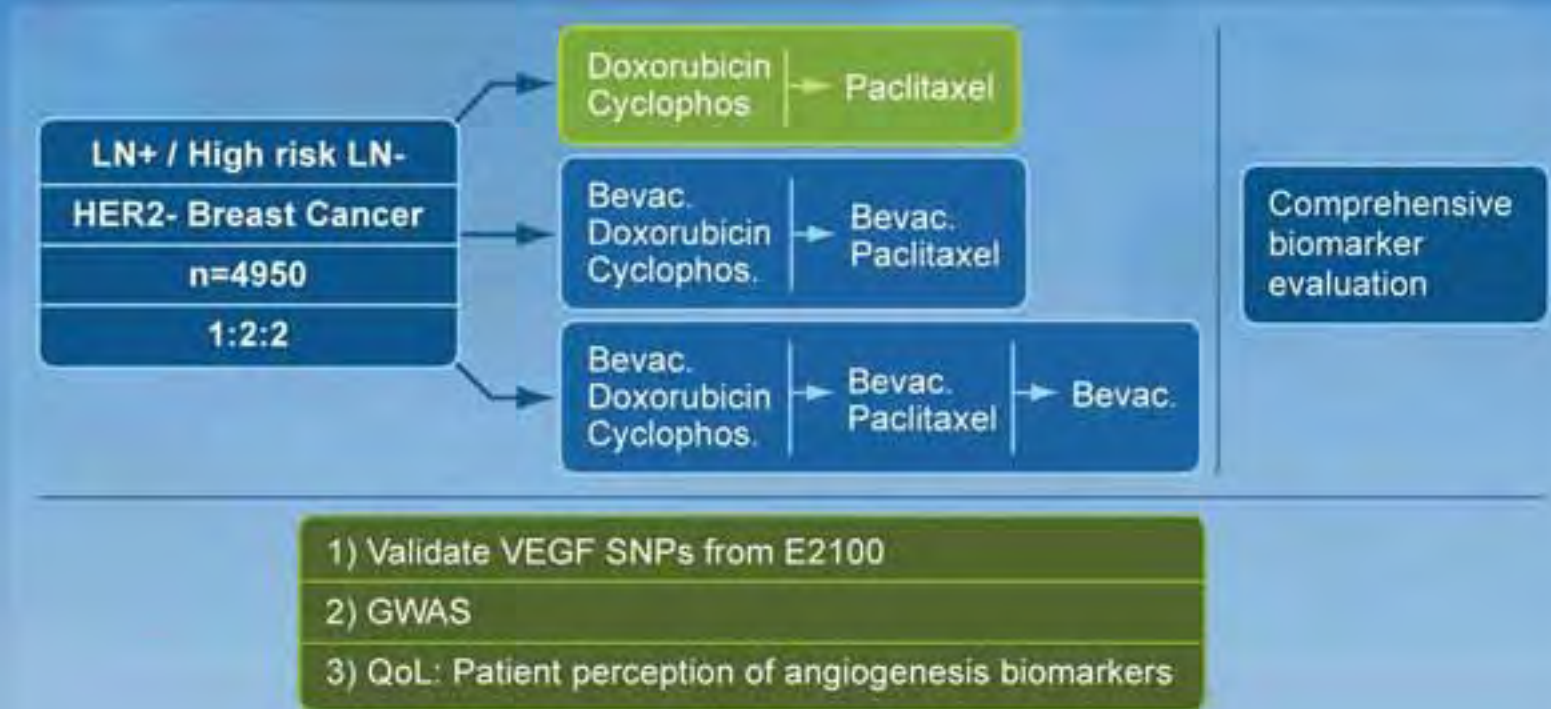 LN+ / High risk LN-
HER2- Breast Cancer
n=4950
1:2:2
Doxorubicin
Cyclophos
Paclitaxel
Bevac.
Doxorubicin
Cyclophos.
Bevac.
Paclitaxel
Bevac.
Doxorubicin
Cyclophos.
Bevac.
Paclitaxel
Bevac.
Comprehensive
biomarker
evaluation
1) Validate VEGF SNPs from E2100
2) GWAS
3) QoL: Patient perception of angiogenesis biomarkers